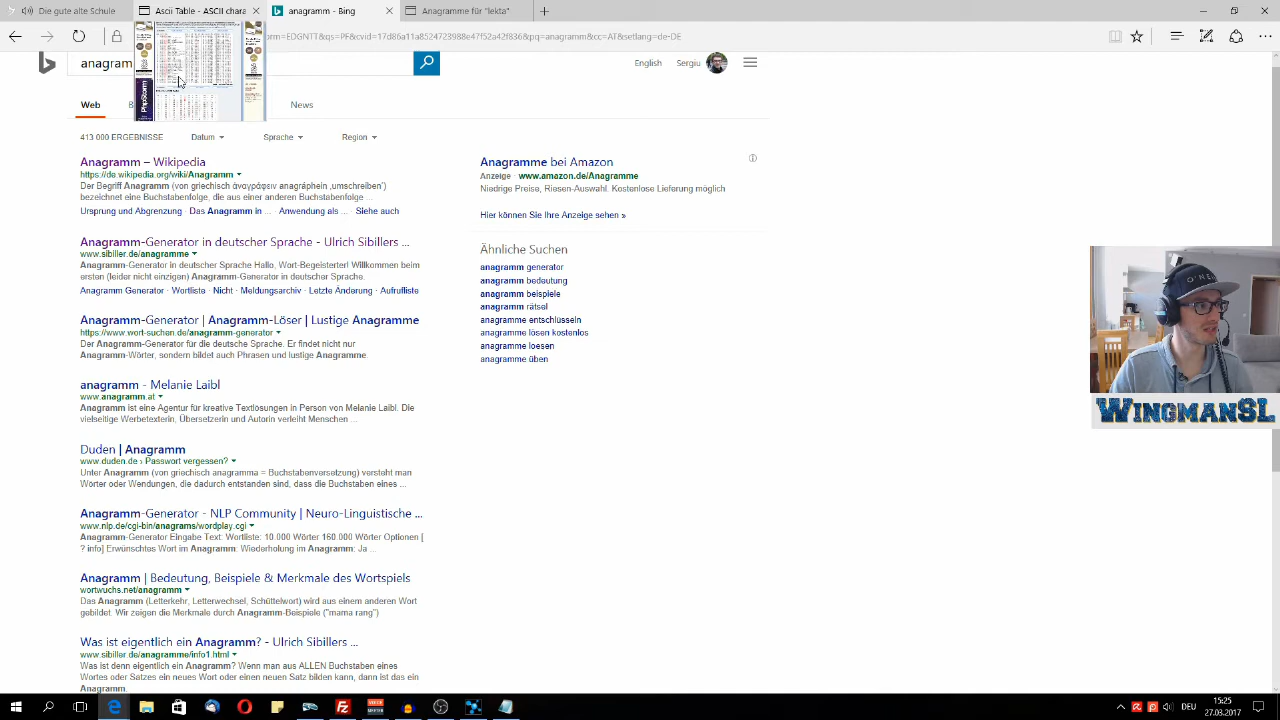 Die gute alte Schule
Ascii Table - ASCII charac
anagramm - Bing
Anagramme für "lekta"
anagramm
English
Sergiu
Web
News
413 000 ERGEBNISSE
Datum
Sprache
Region
Anagramm – Wikipedia
https://de.wikipedia.org/wiki/Anagramm
Der Begriff Anagramm (von griechisch ἀναγράφειν anagráphein ‚umschreiben')
bezeichnet eine Buchstabenfolge, die aus einer anderen Buchstabenfolge ...
Ursprung und Abgrenzung · Das Anagramm in ... · Anwendung als ... · Siehe auch
Anagramm-Generator in deutscher Sprache - Ulrich Sibillers ...
www.sibiller.de/anagramme
Anagramm-Generator in deutscher Sprache Hallo, Wort-Begeisterter! Willkommen beim
ersten (leider nicht einzigen) Anagramm-Generator in deutscher Sprache.
Anagramm Generator · Wortliste · Nicht · Meldungsarchiv · Letzte Änderung · Aufrufliste
Anagramm-Generator | Anagramm-Löser | Lustige Anagramme
https://www.wort-suchen.de/anagramm-generator
Der Anagramm-Generator für die deutsche Sprache. Er findet nicht nur
Anagramm-Wörter, sondern bildet auch Phrasen und lustige Anagramme.
anagramm - Melanie Laibl
www.anagramm.at
Anagramm ist eine Agentur für kreative Textlösungen in Person von Melanie Laibl. Die
vielseitige Werbetexterin, Übersetzerin und Autorin verleiht Menschen ...
Duden | Anagramm
www.duden.de › Passwort vergessen?
Unter Anagramm (von griechisch anagramma = Buchstabenversetzung) versteht man
Wörter oder Wendungen, die dadurch entstanden sind, dass die Buchstaben eines ...
Anagramm-Generator - NLP Community | Neuro-Linguistische ...
www.nlp.de/cgi-bin/anagrams/wordplay.cgi
Anagramm-Generator Eingabe Text: Wortliste: 10.000 Wörter 160.000 Wörter Optionen [
? info] Erwünschtes Wort im Anagramm: Wiederholung im Anagramm: Ja ...
Anagramm | Bedeutung, Beispiele & Merkmale des Wortspiels
wortwuchs.net/anagramm
Das Anagramm (Letterkehr, Letterwechsel, Schüttelwort) wird aus einem anderen Wort
gebildet. Wir zeigen die Merkmale durch Anagramm-Beispiele ("mama rang")
Was ist eigentlich ein Anagramm? - Ulrich Sibillers ...
www.sibiller.de/anagramme/info1.html
Was ist denn eigentlich ein Anagramm? Wenn man aus ALLEN Buchstaben eines
Wortes oder Satzes ein neues Wort oder einen neuen Satz bilden kann, dann ist das ein
Anagramm.
Anagramme bei Amazon
Anzeige · www.amazon.de/Anagramme
Niedrige Preise, Riesen-Auswahl. Kostenlose Lieferung möglich
Hier können Sie Ihre Anzeige sehen »
Ähnliche Suchen
anagramm generator
anagramm bedeutung
anagramm beispiele
anagramm rätsel
anagramme entschlüsseln
anagramme lösen kostenlos
anagramme loesen
anagramme üben
PhpStorm
O'NEILL
WINGMANSL
DEU
15:25
27.03.2017